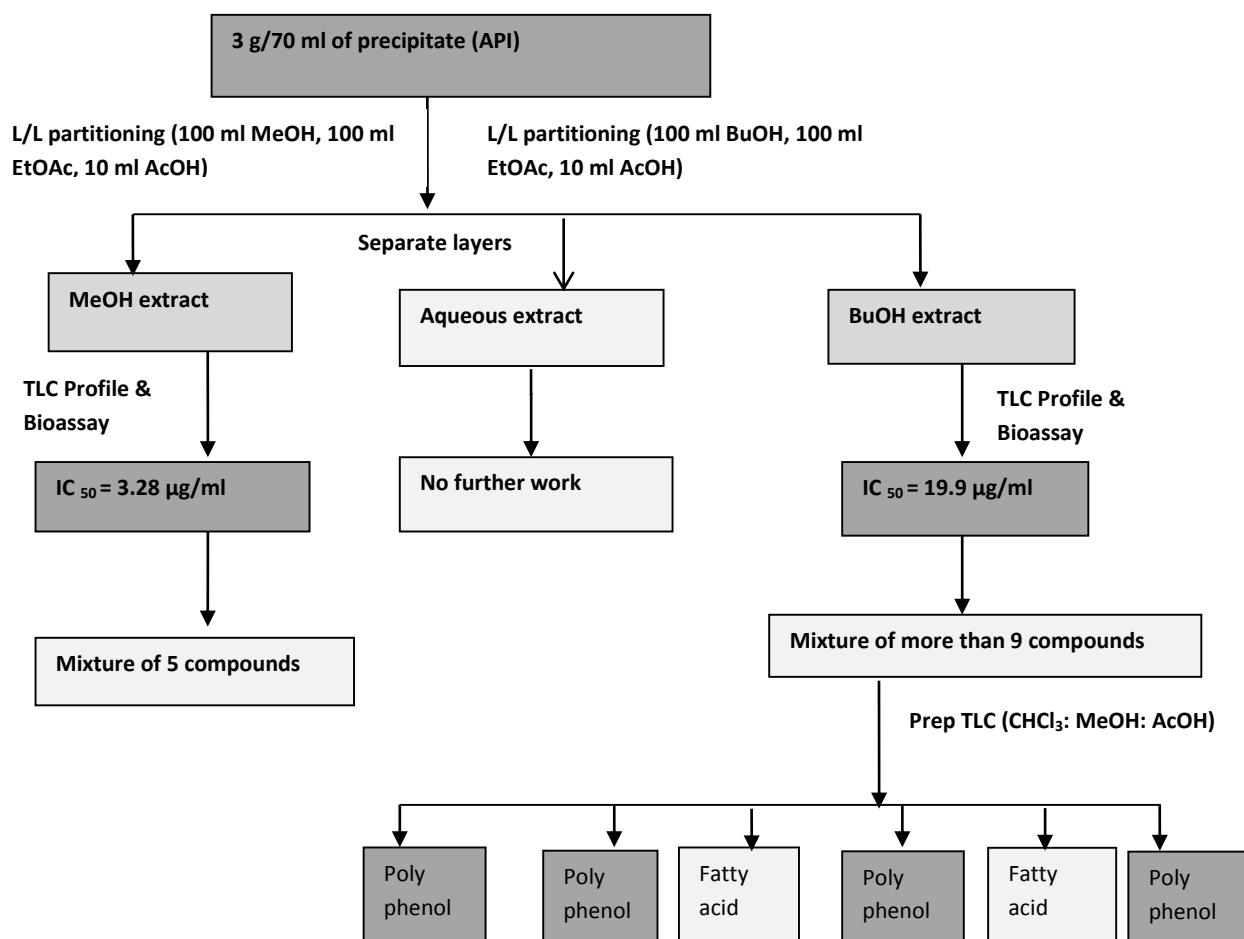 3 g/70 ml of precipitate (API)
L/L partitioning (100 ml MeOH, 100 ml
EtOAc, 10 ml AcOH)
L/L partitioning (100 ml BuOH, 100 ml
EtOAc, 10 ml AcOH)
Separate layers
MeOH extract
Aqueous extract
BuOH extract
TLC Profile &
Bioassay
TLC Profile &
Bioassay
IC 50 = 3.28 µg/ml
No further work
IC 50 = 19.9 µg/ml
Mixture of 5 compounds
Mixture of more than 9 compounds
Prep TLC (CHCl₃: MeOH: AcOH)
Poly
phenol
Poly
phenol
Fatty
acid
Poly
phenol
Fatty
acid
Poly
phenol